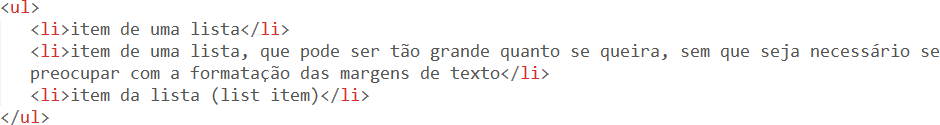 <ul>
<li>item de uma lista</li>
<li>item de uma lista, que pode ser tão grande quanto se queira, sem que seja necessário se
preocupar com a formatação das margens de texto</li>
<li>item da lista (list item)</li>
</ul>